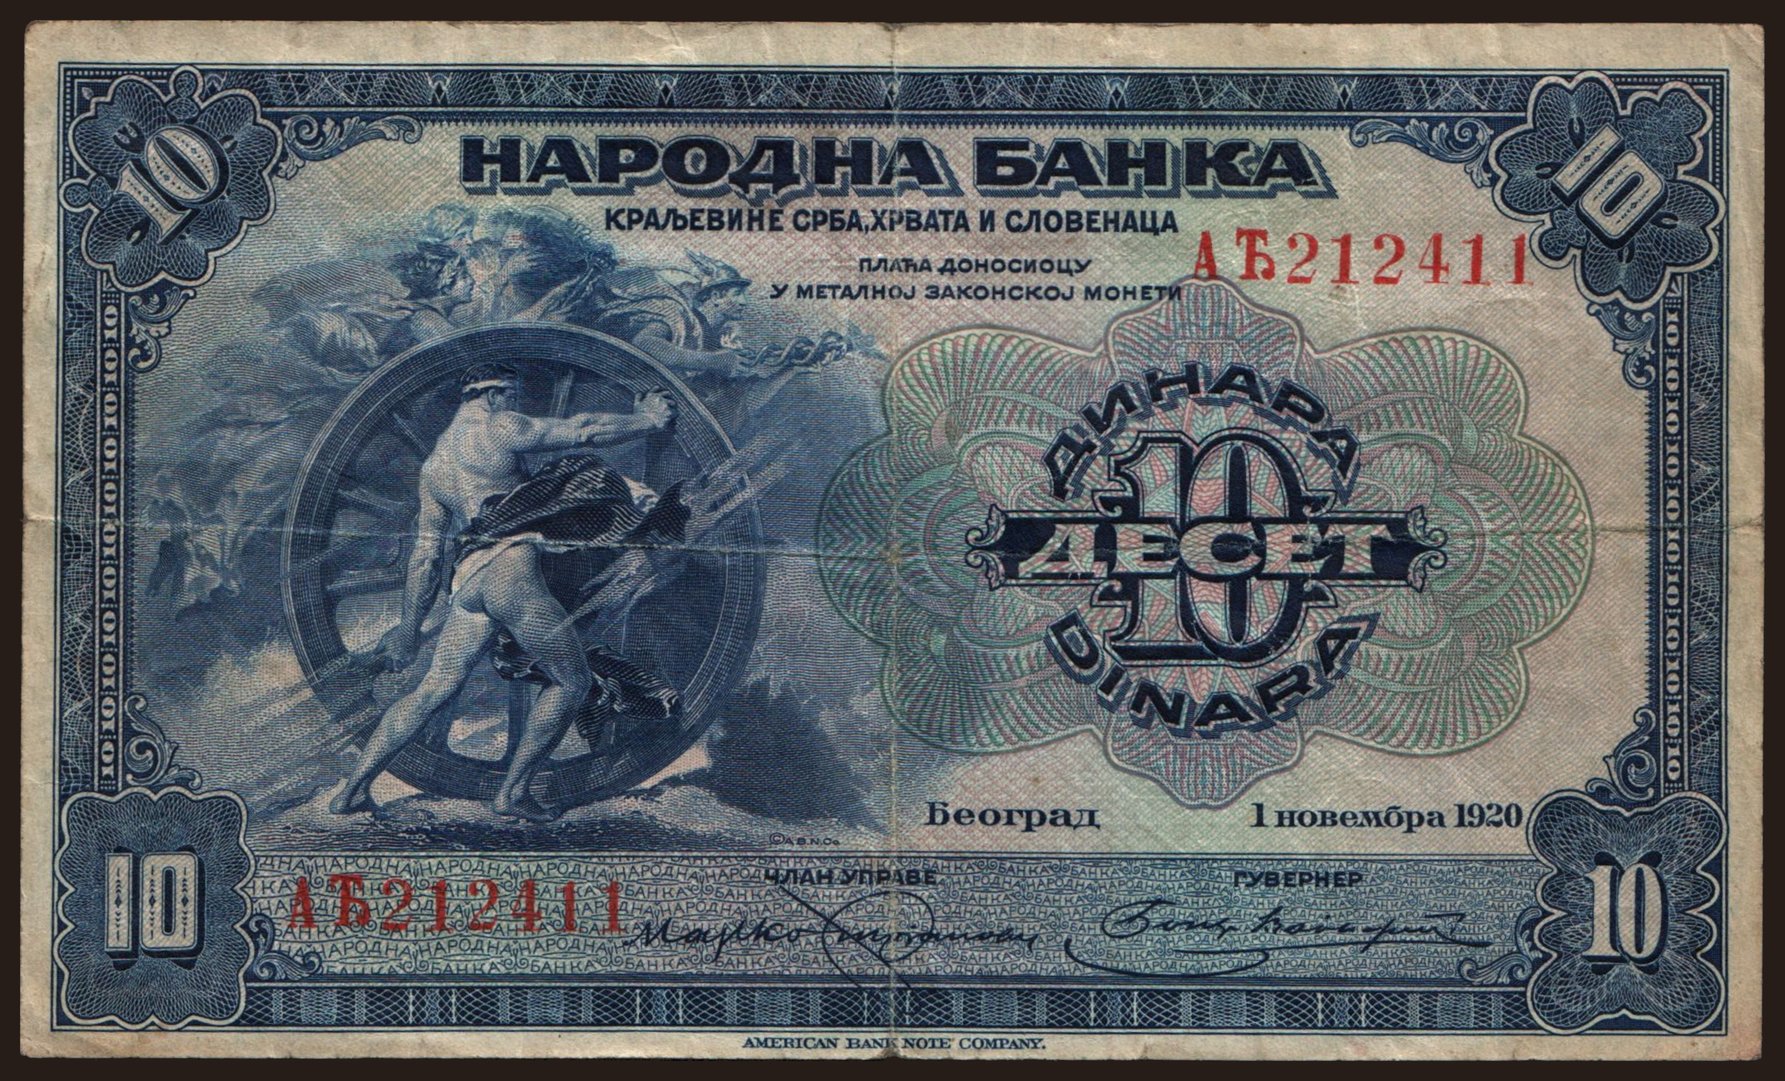 10
10
НАРОДНА БАНКА
КРАЉЕВИНЕ СРБА, ХРВАТА И СЛОВЕНАЦА
ПЛАЋА ДОНОСИОЦУ
У МЕТАЛНОЈ ЗАКОНСКОЈ МОНЕТИ
АЂ212411
ДИНАРА
10
ДЕСЕТ
DINARA
Београд 1 новембра 1920
© A.B.N.Co.
ЧЛАН УПРАВЕ ГУВЕРНЕР
АЂ212411
10
10
AMERICAN BANK NOTE COMPANY.